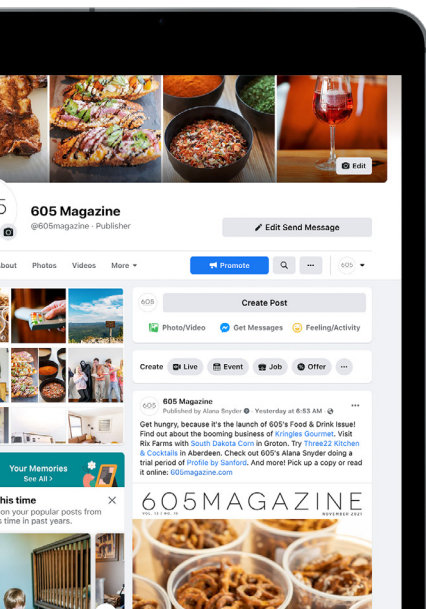 Edit
605 Magazine
@605magazine · Publisher
Edit Send Message
About Photos Videos More
Promote
605
605
Create Post
Photo/Video Get Messages Feeling/Activity
Create Live Event Job Offer
605 Magazine
605
Published by Alana Snyder · Yesterday at 6:53 AM ·
Get hungry, because it's the launch of 605's Food & Drink Issue!
Find out about the booming business of Kringles Gourmet. Visit
Rix Farms with South Dakota Corn in Groton. Try Three22 Kitchen
& Cocktails in Aberdeen. Check out 605's Alana Snyder doing a
trial period of Profile by Sanford. And more! Pick up a copy or read
it online: 605magazine.com
Your Memories
See All >
his time
on your popular posts from
s time in past years.
605MAGAZINE
VOL. 13 / NO. 10
NOVEMBER 2021